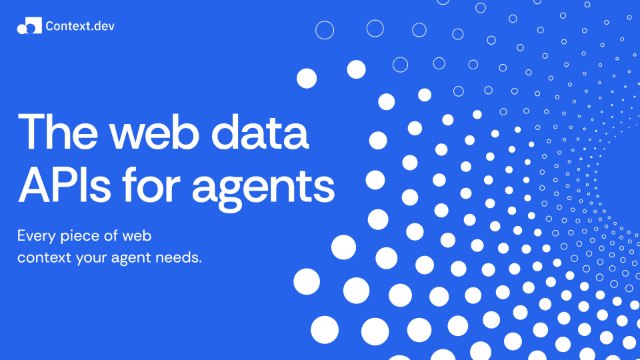 Context.dev
The web data
APIs for agents
Every piece of web
context your agent needs.